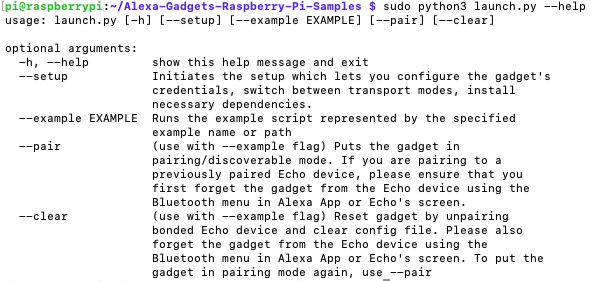 pi@raspberrypi:~/Alexa-Gadgets-Raspberry-Pi-Samples $ sudo python3 launch.py --help
usage: launch.py [-h] [--setup] [--example EXAMPLE] [--pair] [--clear]
optional arguments:
-h, --help show this help message and exit
--setup Initiates the setup which lets you configure the gadget's
credentials, switch between transport modes, install
necessary dependencies.
--example EXAMPLE Runs the example script represented by the specified
example name or path
--pair (use with --example flag) Puts the gadget in
pairing/discoverable mode. If you are pairing to a
previously paired Echo device, please ensure that you
first forget the gadget from the Echo device using the
Bluetooth menu in Alexa App or Echo's screen.
--clear (use with --example flag) Reset gadget by unpairing
bonded Echo device and clear config file. Please also
forget the gadget from the Echo device using the
Bluetooth menu in Alexa App or Echo's screen. To put the
gadget in pairing mode again, use --pair